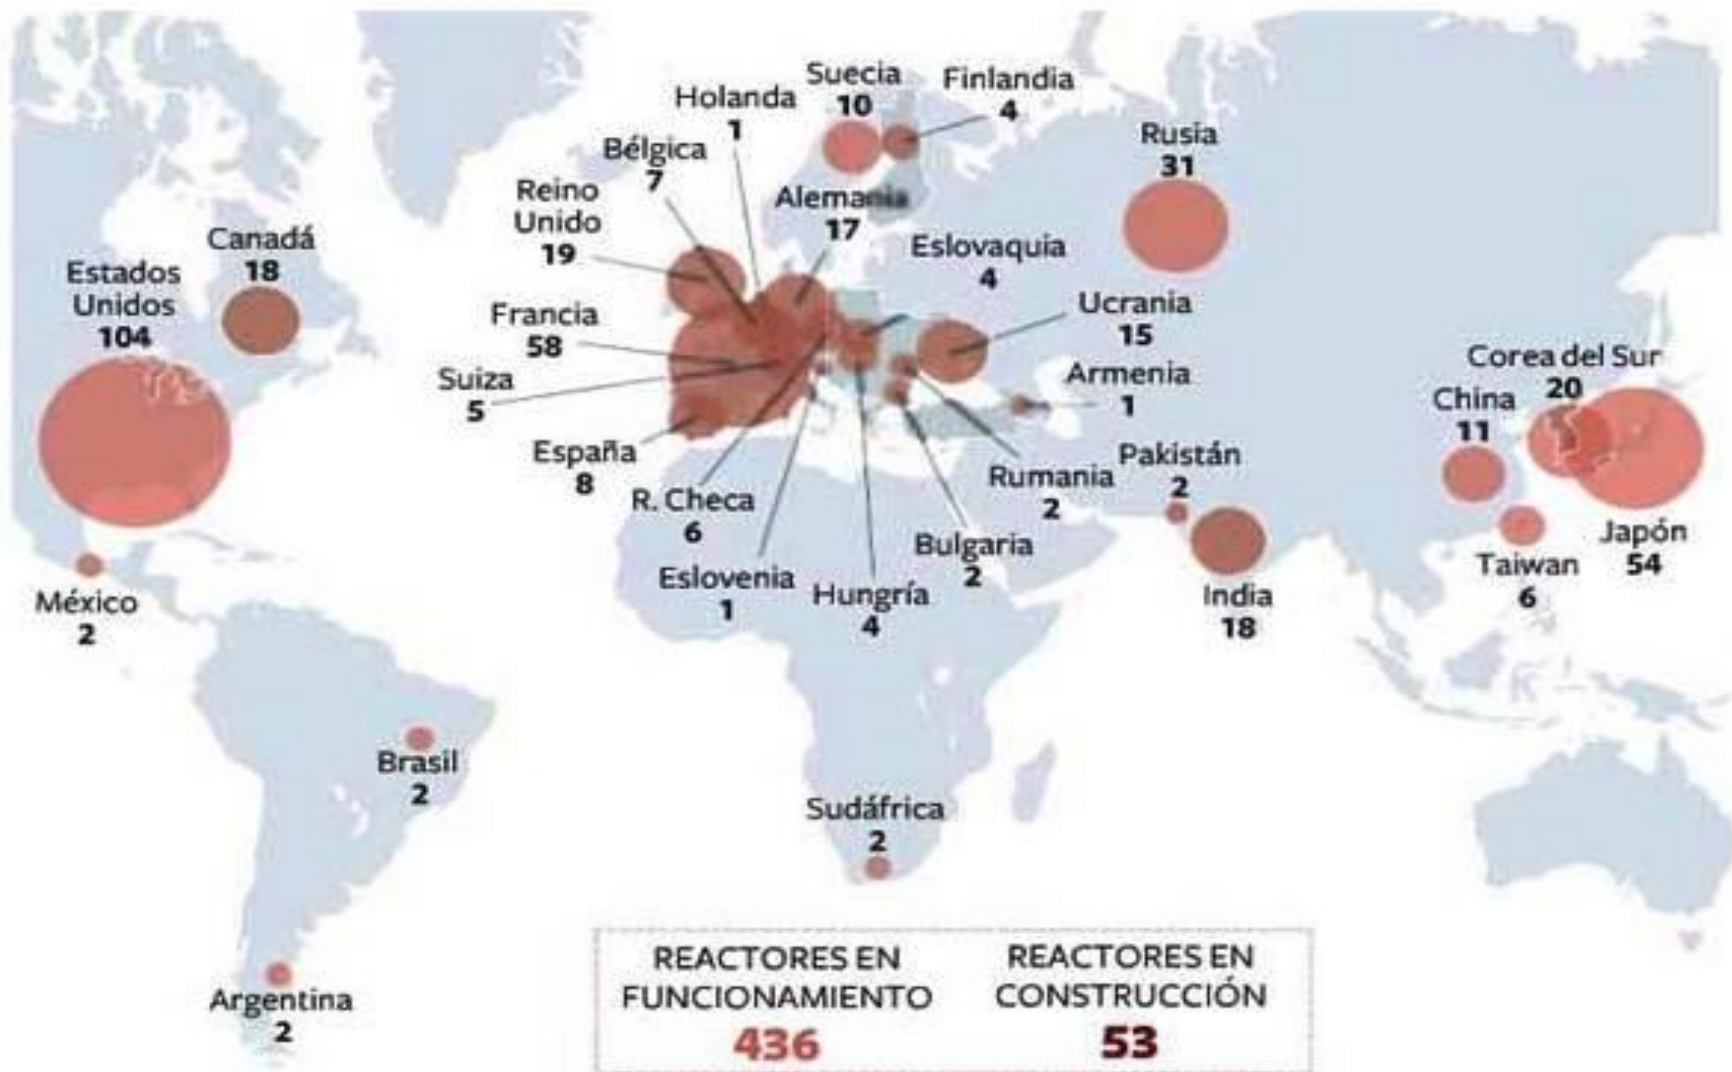 Suecia
10
Finlandia
4
Holanda
1
Bélgica
7
Rusia
31
Reino
Unido
19
Alemania
17
Canadá
18
Eslovaquia
4
Estados
Unidos
104
Ucrania
15
Francia
58
Corea del Sur
20
Suiza
5
Armenia
1
China
11
España
8
Pakistán
2
Rumania
2
R. Checa
6
Bulgaria
2
Japón
54
Eslovenia
1
Hungría
4
Taiwan
6
India
18
México
2
Brasil
2
Sudáfrica
2
Argentina
2
REACTORES EN
FUNCIONAMIENTO
436
REACTORES EN
CONSTRUCCIÓN
53